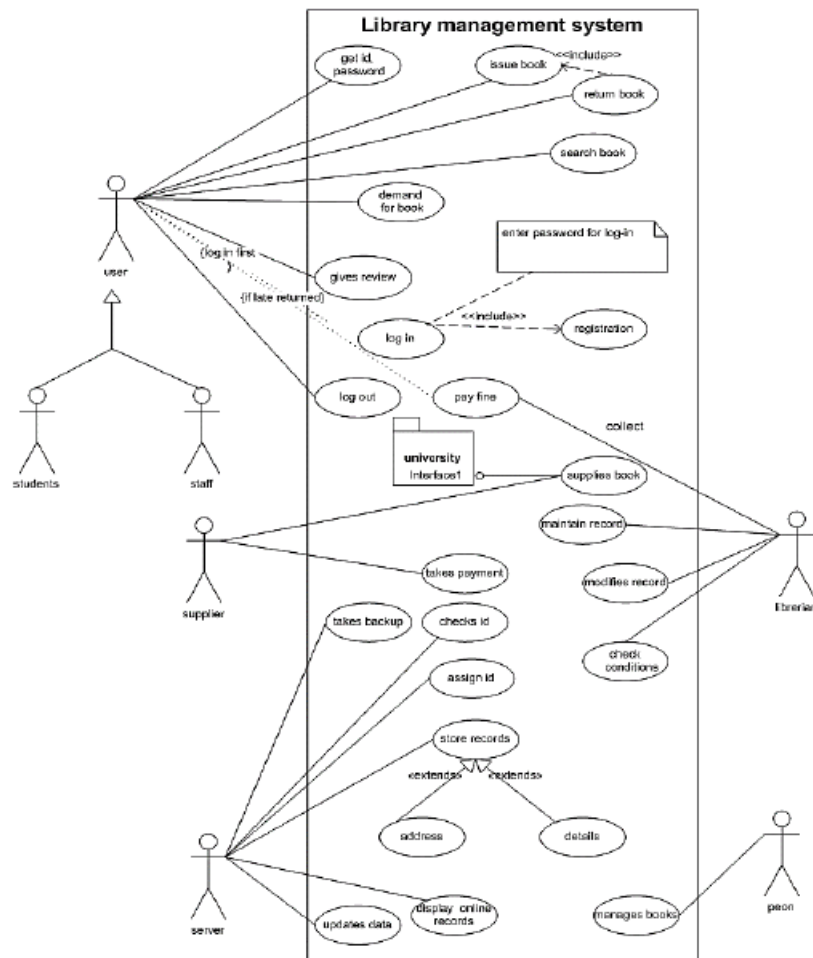 Library management system
get id,
password
issue book
<<include>>
return book
search book
demand
for book
user
{log in first
}
gives review
{if late returned}
enter password for log-in
log in
<<include>>
registration
log out
pay fine
collect
students
staff
university
Interface1
supplies book
maintain record
supplier
takes payment
modifies record
librarian
takes backup
checks id
check
conditions
assign id
store records
<extends>
<extends>
address
details
server
updates data
display online
records
manages books
peon